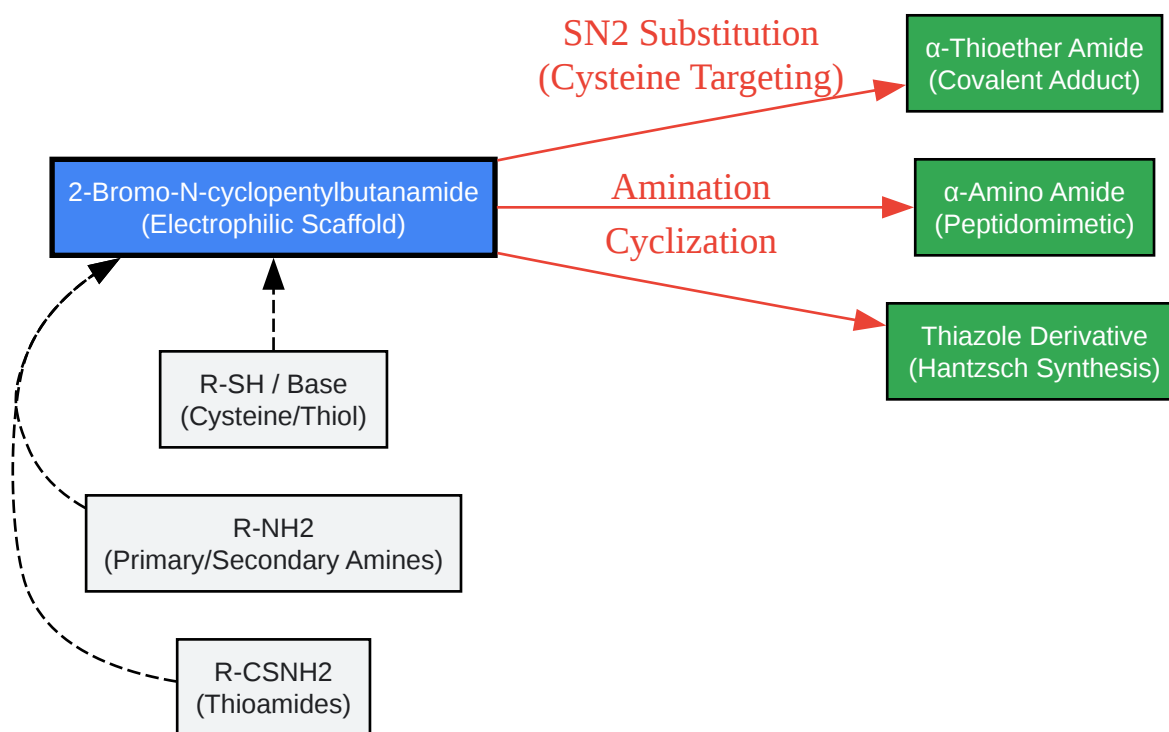 SN2 Substitution
(Cysteine Targeting)
α-Thioether Amide
(Covalent Adduct)
2-Bromo-N-cyclopentylbutanamide
(Electrophilic Scaffold)
Amination
α-Amino Amide
(Peptidomimetic)
Cyclization
Thiazole Derivative
(Hantzsch Synthesis)
R-SH / Base
(Cysteine/Thiol)
R-NH2
(Primary/Secondary Amines)
R-CSNH2
(Thioamides)